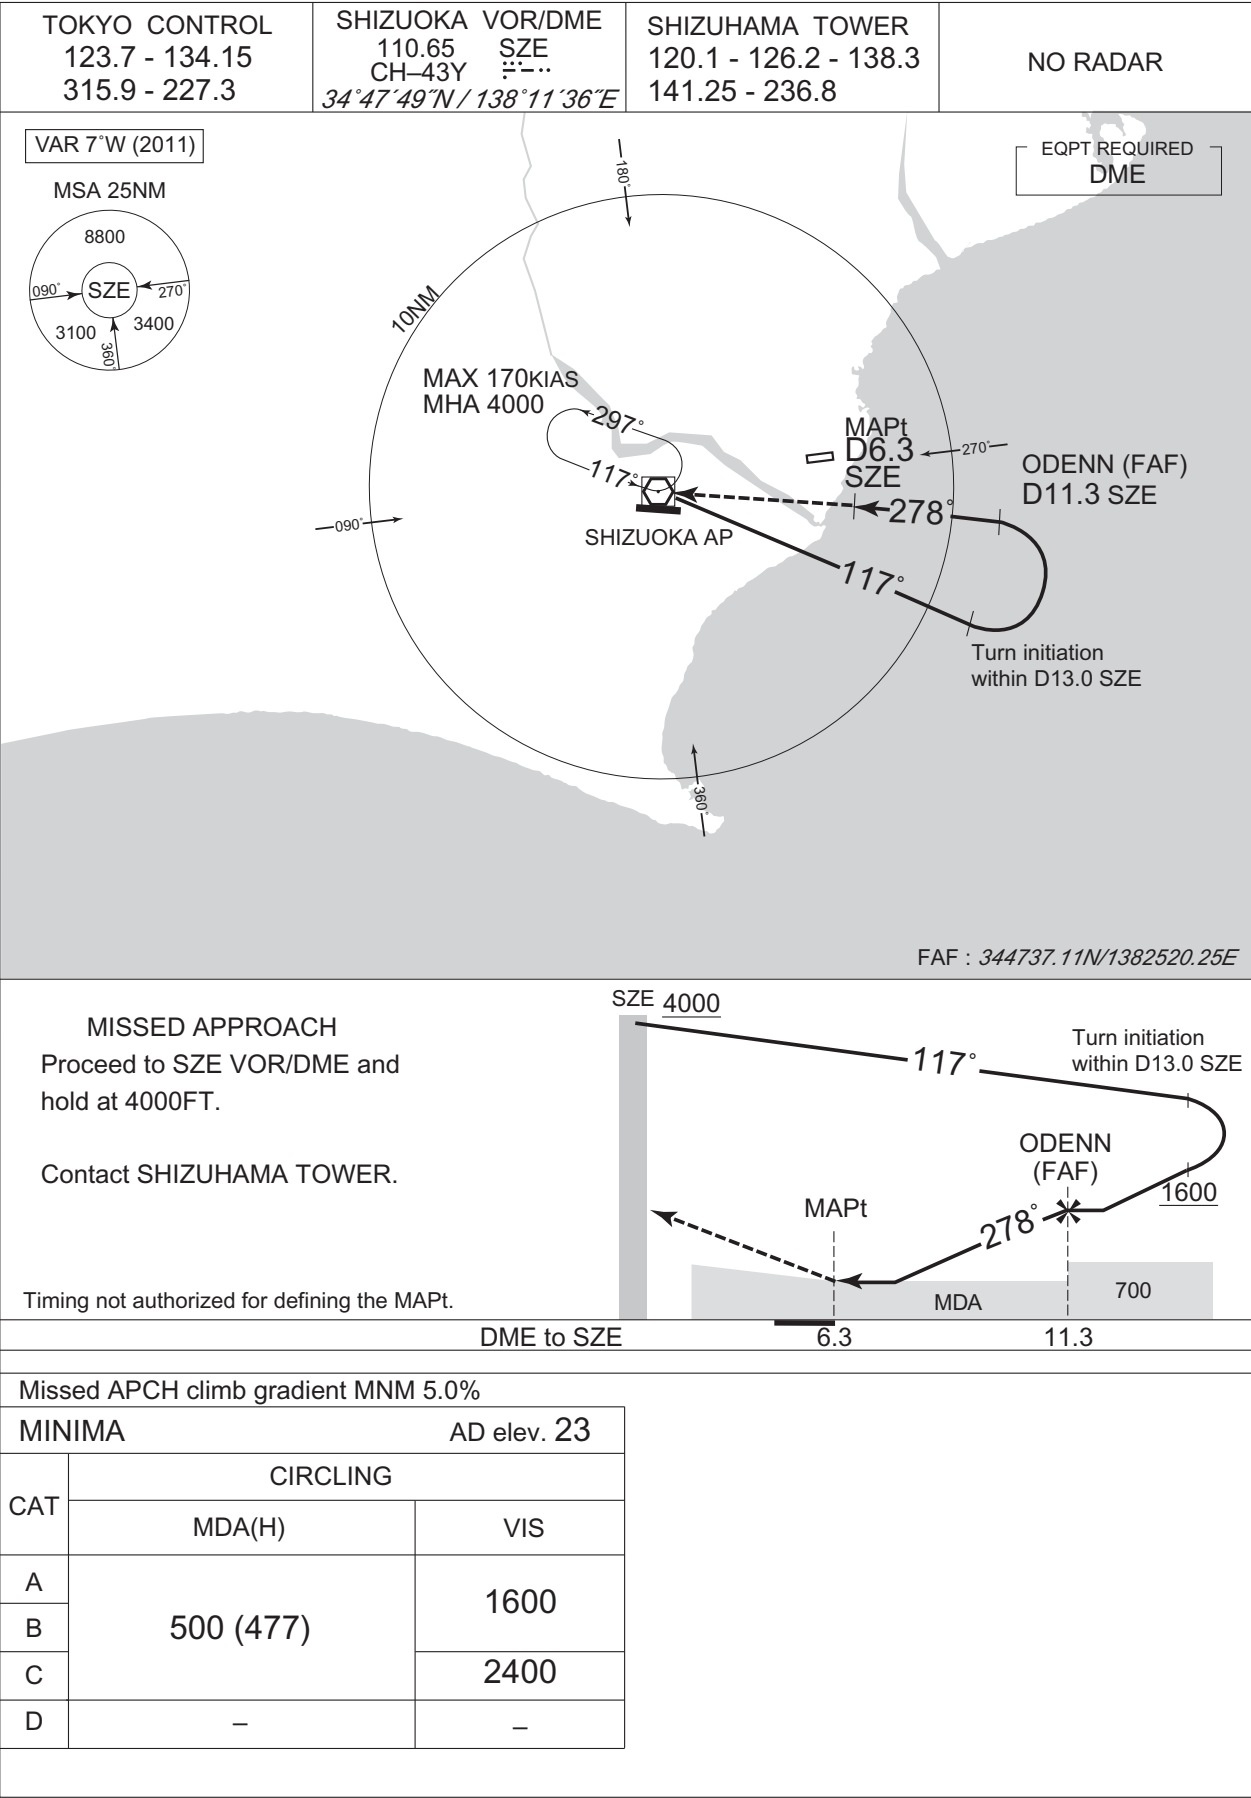 TOKYO CONTROL
123.7 - 134.15
315.9 - 227.3
SHIZUOKA VOR/DME
110.65 SZE
CH–43Y
34°47´49˝N / 138°11´36˝E
SHIZUHAMA TOWER
120.1 - 126.2 - 138.3
141.25 - 236.8
NO RADAR
VAR 7°W (2011)
MSA 25NM
8800
090°
SZE
270°
3100
3400
360°
EQPT REQUIRED
DME
180°
10NM
MAX 170KIAS
MHA 4000
297°
117°
MAPt
D6.3
SZE
270°
ODENN (FAF)
D11.3 SZE
278°
090°
SHIZUOKA AP
117°
Turn initiation
within D13.0 SZE
360°
FAF : 344737.11N/1382520.25E
MISSED APPROACH
Proceed to SZE VOR/DME and
hold at 4000FT.
Contact SHIZUHAMA TOWER.
Timing not authorized for defining the MAPt.
SZE 4000
117°
Turn initiation
within D13.0 SZE
ODENN
(FAF)
1600
MAPt
278°
MDA
700
DME to SZE
6.3
11.3
Missed APCH climb gradient MNM 5.0%
MINIMA AD elev. 23
CAT
CIRCLING
MDA(H)
VIS
A
B
C
D
500 (477)
1600
2400
–
–